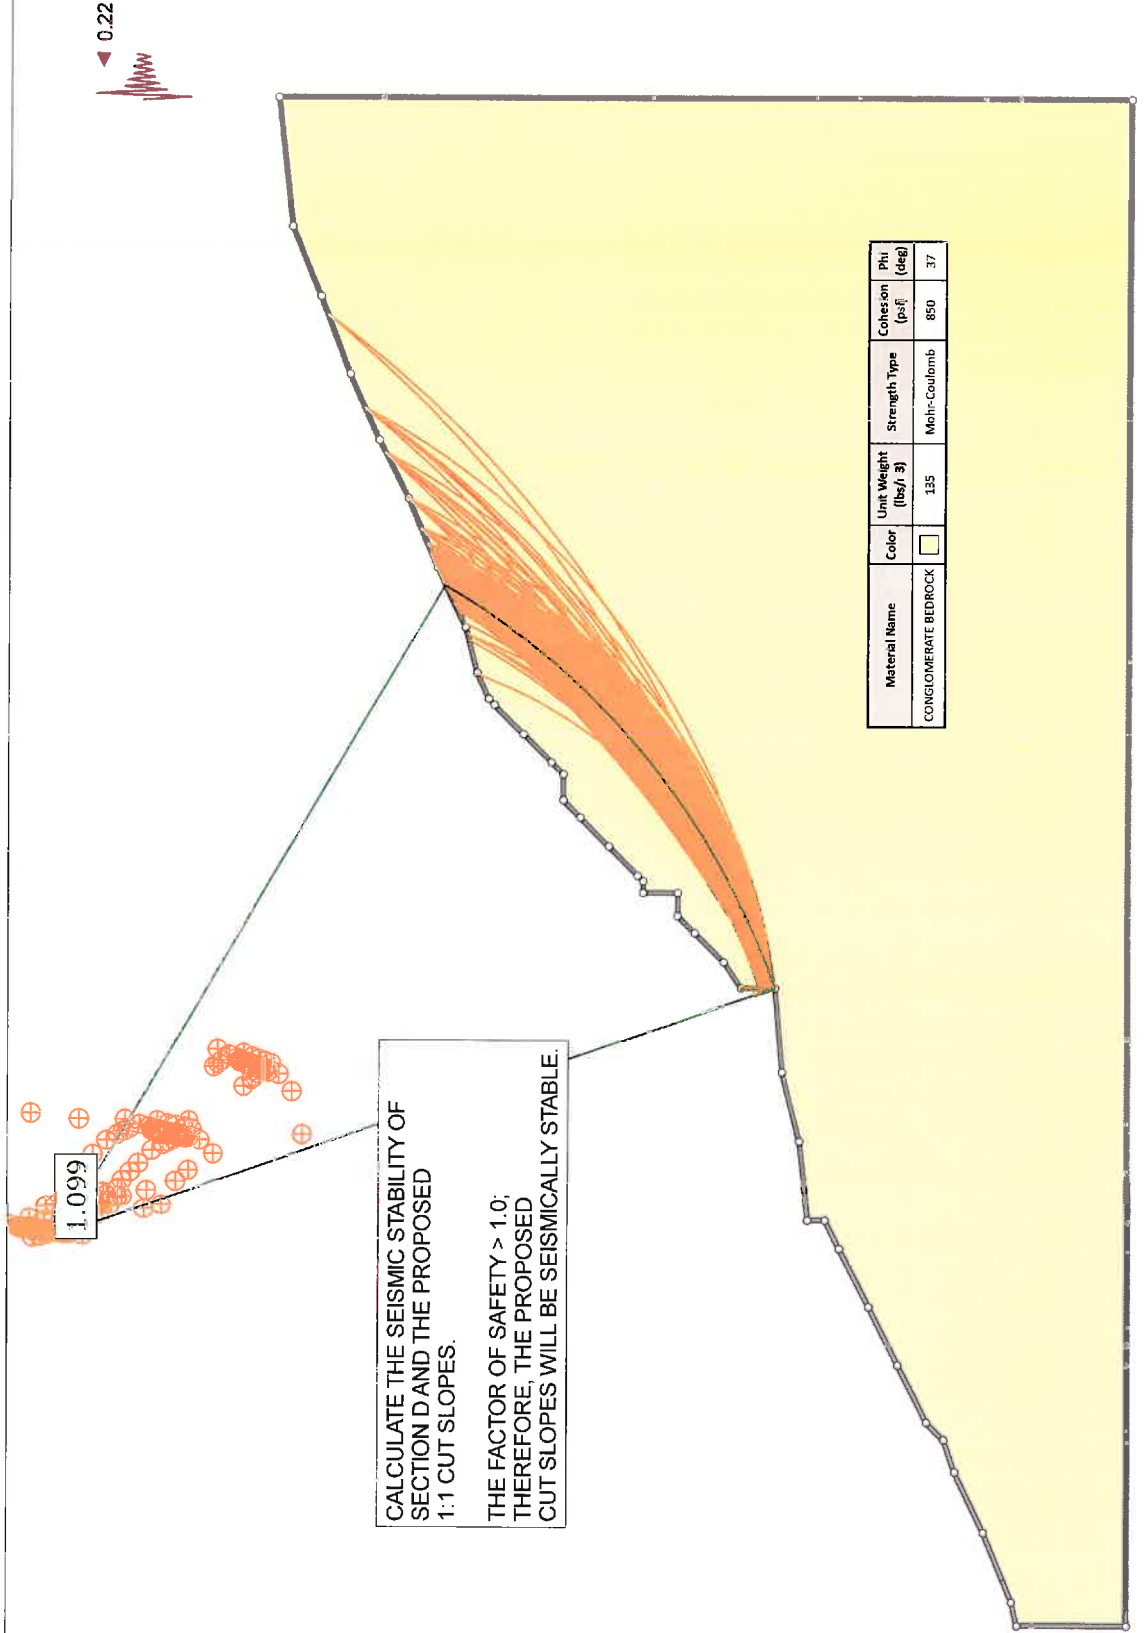 0.22
1.099
CALCULATE THE SEISMIC STABILITY OF
SECTION D AND THE PROPOSED
1:1 CUT SLOPES.
THE FACTOR OF SAFETY > 1.0;
THEREFORE, THE PROPOSED
CUT SLOPES WILL BE SEISMICALLY STABLE.
Material Name Color Unit Weight (lbs/ 3) Strength Type Cohesion (psf) Phi (deg)
CONGLOMERATE BEDROCK 135 Mohr-Coulomb 850 37